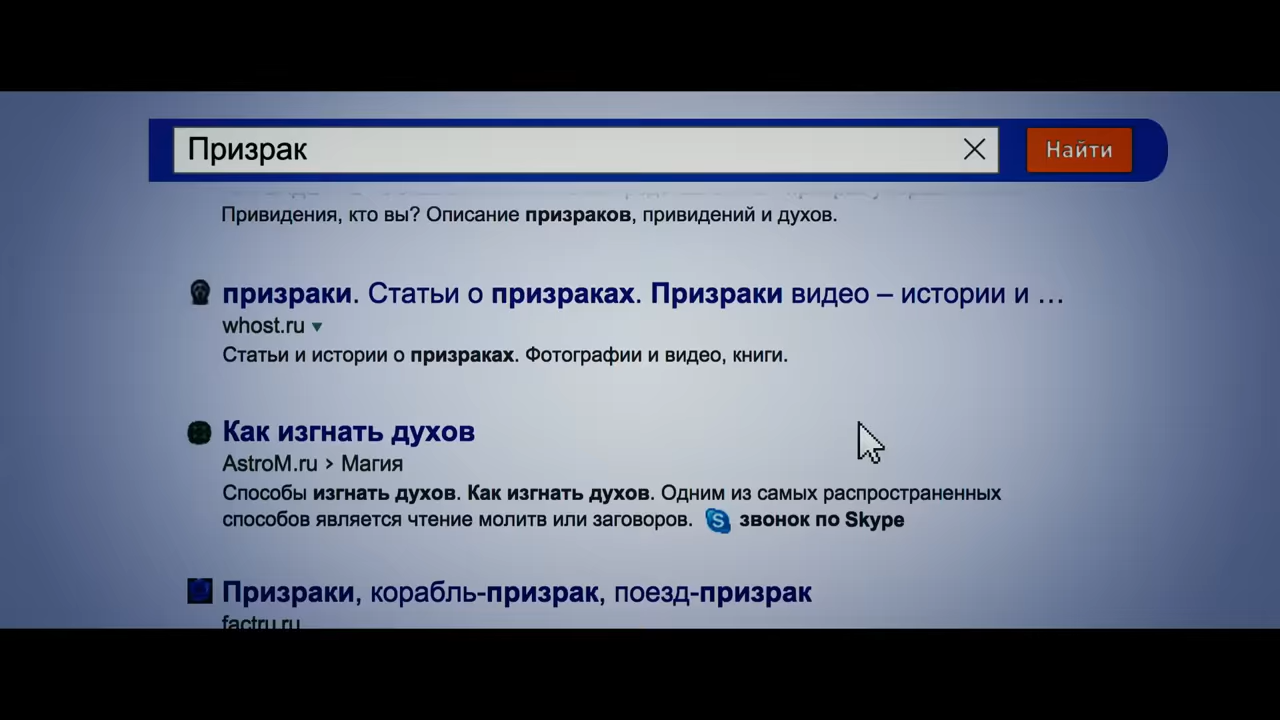 Призрак
Найти
Привидения, кто вы? Описание призраков, привидений и духов.
призраки. Статьи о призраках. Призраки видео – истории и ...
whost.ru
Статьи и истории о призраках. Фотографии и видео, книги.
Как изгнать духов
AstroM.ru › Магия
Способы изгнать духов. Как изгнать духов. Одним из самых распространенных
способов является чтение молитв или заговоров. звонок по Skype
Призраки, корабль-призрак, поезд-призрак
factru.ru